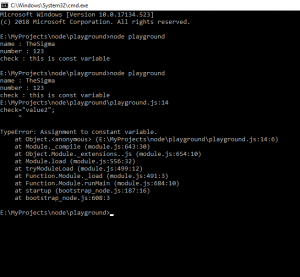 C:\Windows\System32\cmd.exe
Microsoft Windows [Version 10.0.17134.523]
(c) 2018 Microsoft Corporation. All rights reserved.
E:\MyProjects\node\playground>node playground
name : TheSigma
number : 123
check : this is const variable
E:\MyProjects\node\playground>node playground
name : TheSigma
number : 123
check : this is const variable
E:\MyProjects\node\playground\playground.js:14
check="value2";
^
TypeError: Assignment to constant variable.
at Object.<anonymous> (E:\MyProjects\node\playground\playground.js:14:6)
at Module._compile (module.js:643:30)
at Object.Module._extensions..js (module.js:654:10)
at Module.load (module.js:556:32)
at tryModuleLoad (module.js:499:12)
at Function.Module._load (module.js:491:3)
at Function.Module.runMain (module.js:684:10)
at startup (bootstrap_node.js:187:16)
at bootstrap_node.js:608:3
E:\MyProjects\node\playground>